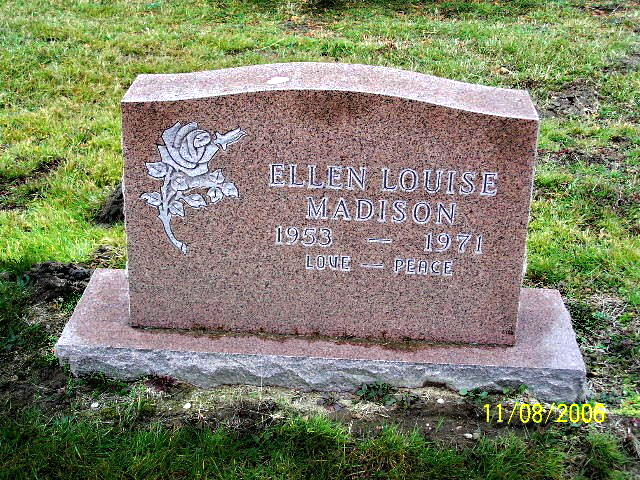 ELLEN LOUISE
MADISON
1953 — 1971
LOVE — PEACE
11/08/2006